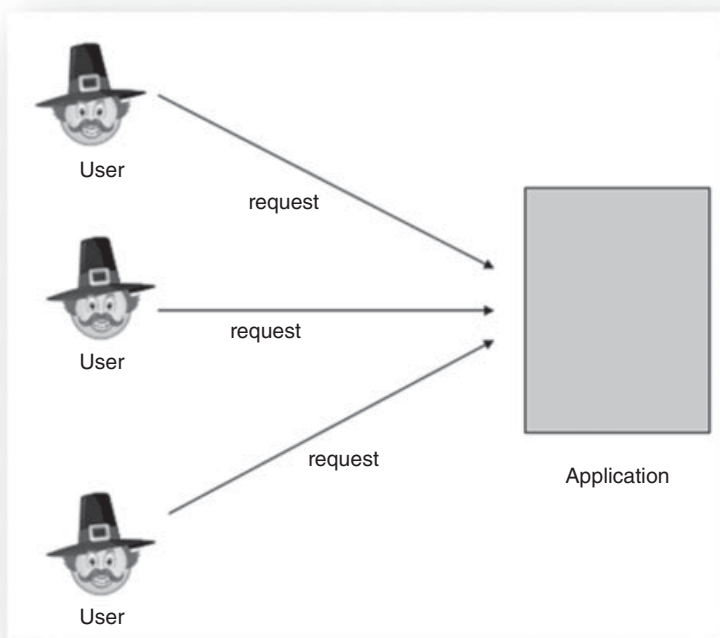 User
request
User
request
request
Application
User